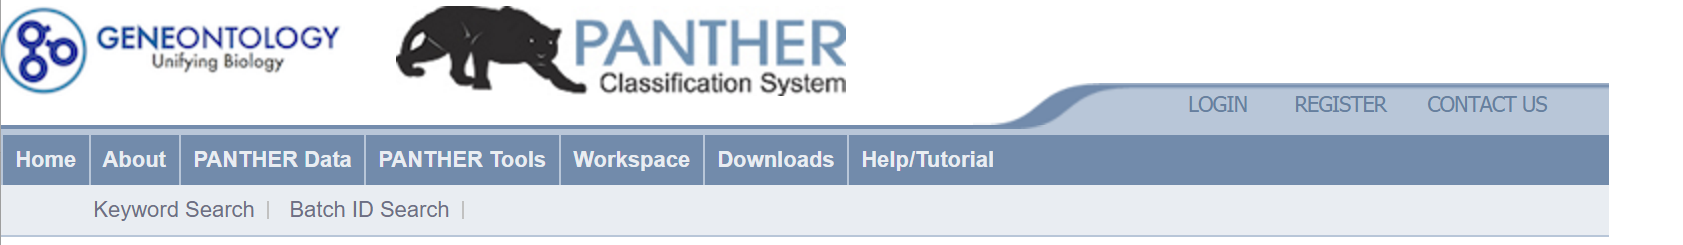 go GENEONTOLOGY
Unifying Biology
PANTHER
Classification System
LOGIN REGISTER CONTACT US
Home About PANTHER Data PANTHER Tools Workspace Downloads Help/Tutorial
Keyword Search | Batch ID Search |